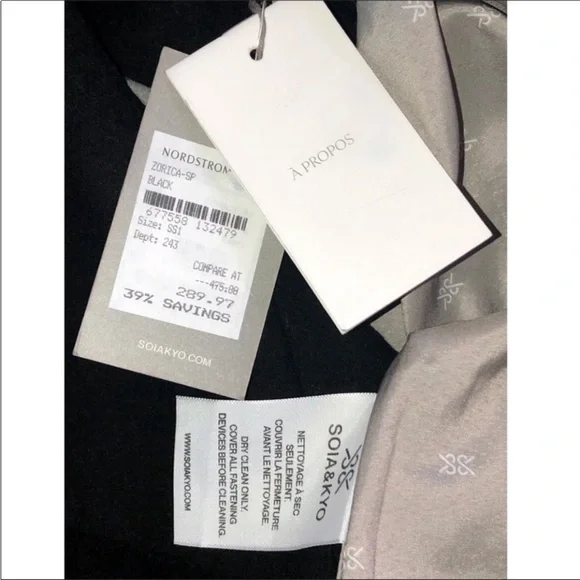 NORDSTROM
ZORICA-SP
BLACK
677558 132479
Size: SS1
Dept: 243
COMPARE AT
---475.00
289.97
39% SAVINGS
SOIAKYO.COM
À PROPOS
SOIA&KYO
NETTOYAGE À SEC
SEULEMENT.
COUVRIR LA FERMETURE
AVANT LE NETTOYAGE.
DRY CLEAN ONLY.
COVER ALL FASTENING
DEVICES BEFORE CLEANING.
WWW.SOIAKYO.COM